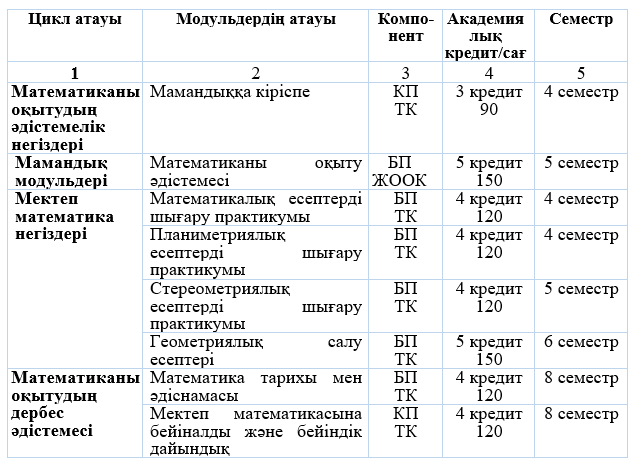 Цикл атауы
Модульдердің атауы
Компо-
нент
Академия
лық
кредит/сағ
Семестр
1
2
3
4
5
Математиканы
оқытудың
әдістемелік
негіздері
Мамандыққа кіріспе
КП
ТК
3 кредит
90
4 семестр
Мамандық
модульдері
Математиканы оқыту
әдістемесі
БП
ЖООК
5 кредит
150
5 семестр
Мектеп
математика
негіздері
Математикалық есептерді
шығару практикумы
БП
ТК
4 кредит
120
4 семестр
Планиметриялық
есептерді шығару
практикумы
БП
ТК
4 кредит
120
4 семестр
Стереометриялық
есептерді шығару
практикумы
БП
ТК
4 кредит
120
5 семестр
Геометриялық салу
есептері
БП
ТК
5 кредит
150
6 семестр
Математиканы
оқытудың
дербес
әдістемесі
Математика тарихы мен
әдіснамасы
БП
ТК
4 кредит
120
8 семестр
Мектеп математикасына
бейіналды және бейіндік
дайындық
КП
ТК
4 кредит
120
8 семестр